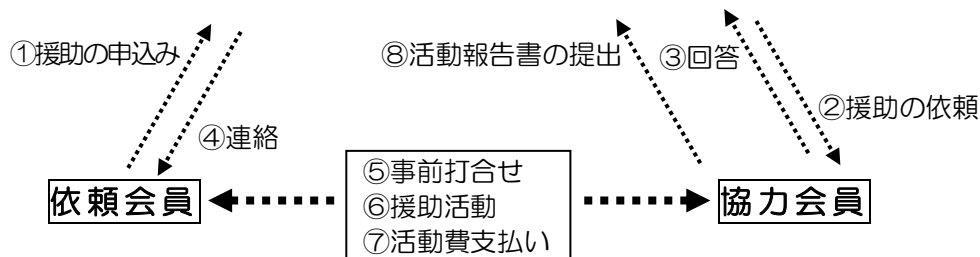 ①援助の申込み
⑧活動報告書の提出
③回答
②援助の依頼
④連絡
依頼会員
⑤事前打合せ
⑥援助活動
⑦活動費支払い
協力会員